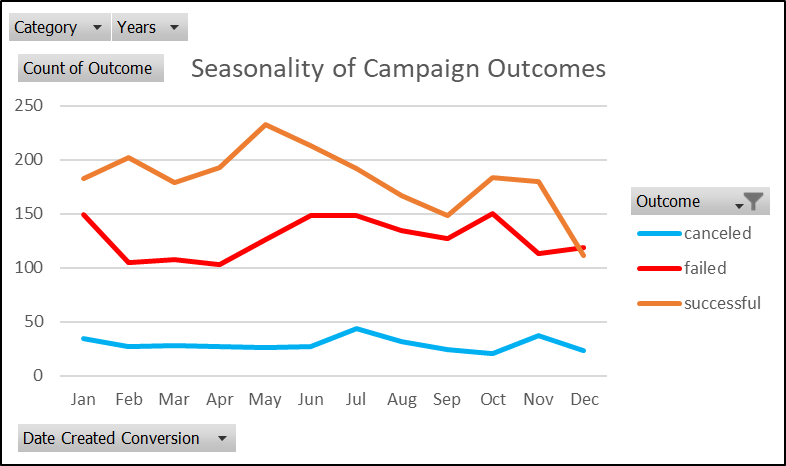 Category Years
Count of Outcome
Seasonality of Campaign Outcomes
250
200
150
100
50
0
Jan Feb Mar Apr May Jun Jul Aug Sep Oct Nov Dec
Outcome
canceled
failed
successful
Date Created Conversion